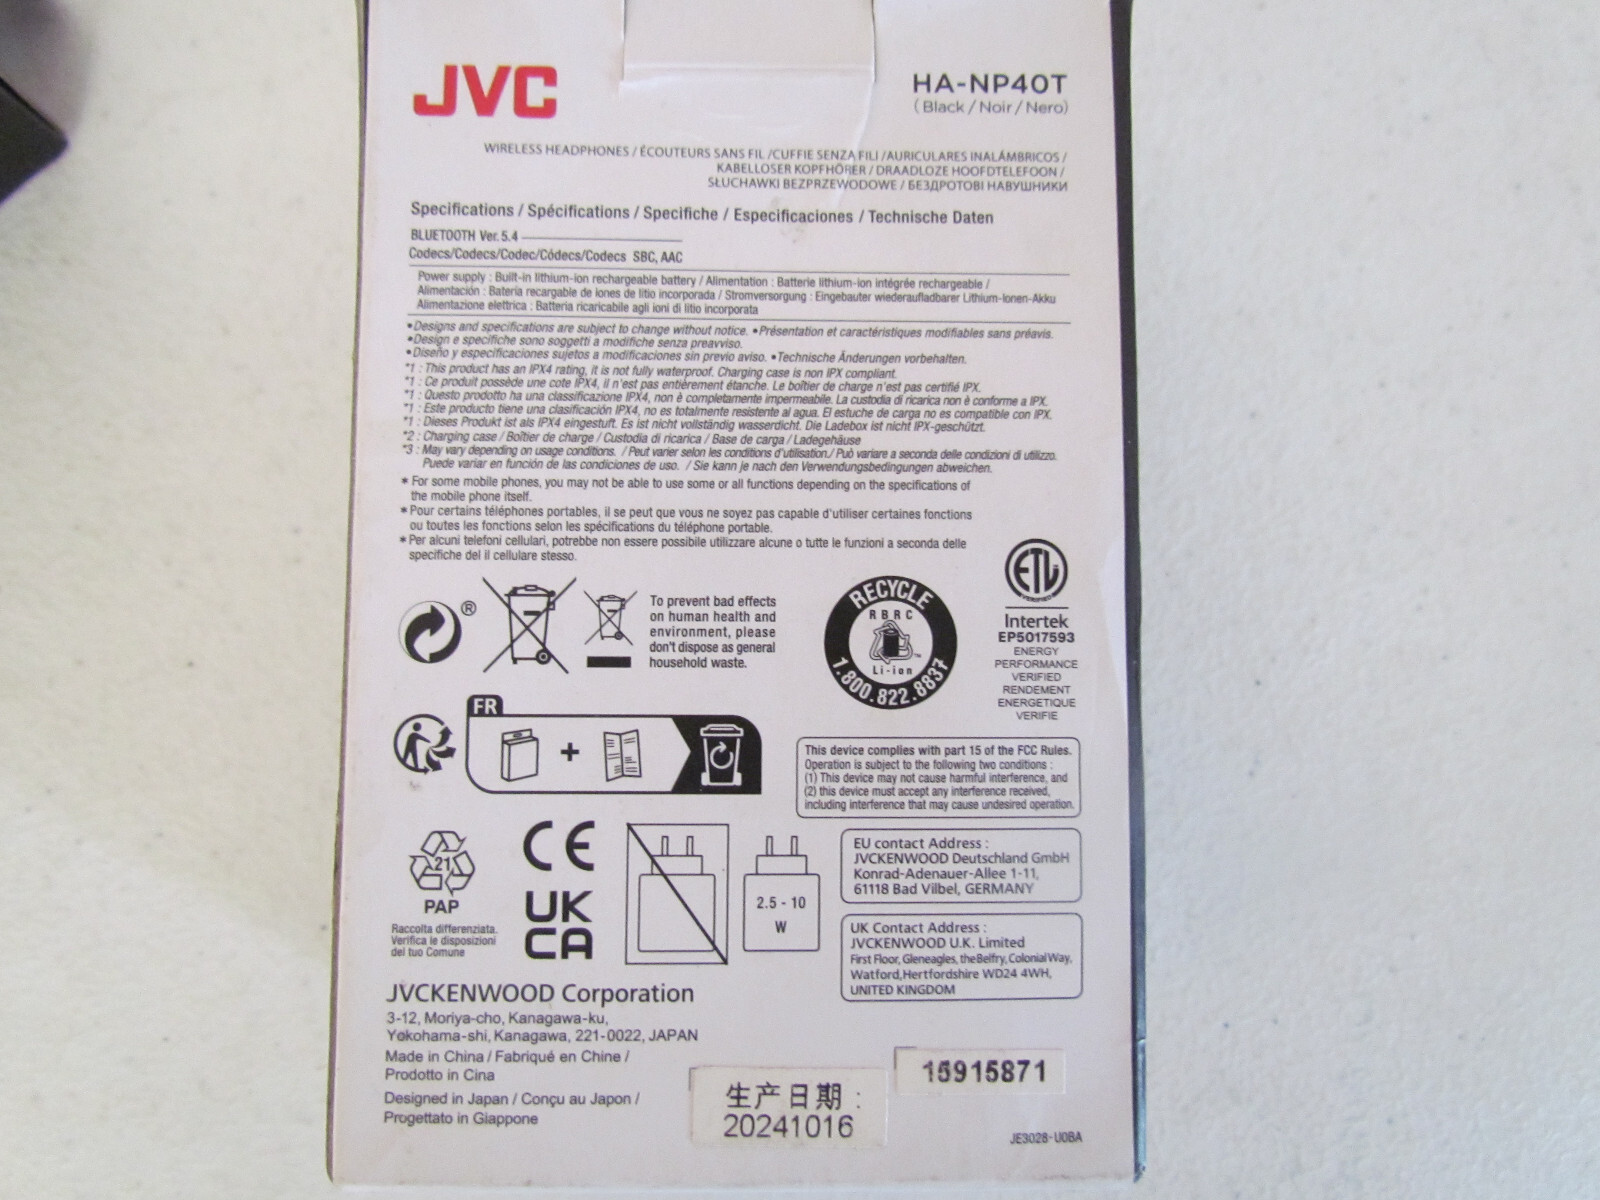 JVC
HA-NP40T
(Black / Noir / Nero)
WIRELESS HEADPHONES / ÉCOUTEURS SANS FIL /CUFFIE SENZA FILI /AURICULARES INALÁMBRICOS /
KABELLOSER KOPFHÖRER / DRAADLOZE HOOFDTELEFOON /
SŁUCHAWKI BEZPRZEWODOWE / БЕЗДРОТОВІ НАВУШНИКИ
Specifications / Spécifications / Specifiche / Especificaciones / Technische Daten
BLUETOOTH Ver. 5.4
Codecs/Codecs/Codec/Códecs/Codecs SBC, AAC
Power supply : Built-in lithium-ion rechargeable battery / Alimentation : Batterie lithium-ion intégrée rechargeable /
Alimentación : Batería recargable de iones de litio incorporada / Stromversorgung : Eingebauter wiederaufladbarer Lithium-Ionen-Akku
Alimentazione elettrica : Batteria ricaricabile agli ioni di litio incorporata
•Designs and specifications are subject to change without notice. •Présentation et caractéristiques modifiables sans préavis.
•Design e specifiche sono soggetti a modifiche senza preavviso.
•Diseño y especificaciones sujetos a modificaciones sin previo aviso. •Technische Änderungen vorbehalten.
*1 : This product has an IPX4 rating, it is not fully waterproof. Charging case is non IPX compliant.
*1 : Ce produit possède une cote IPX4, il n'est pas entièrement étanche. Le boîtier de charge n'est pas certifié IPX.
*1 : Questo prodotto ha una classificazione IPX4, non è completamente impermeabile. La custodia di ricarica non è conforme a IPX.
*1 : Este producto tiene una clasificación IPX4, no es totalmente resistente al agua. El estuche de carga no es compatible con IPX.
*1 : Dieses Produkt ist als IPX4 eingestuft. Es ist nicht vollständig wasserdicht. Die Ladebox ist nicht IPX-geschützt.
*2 : Charging case / Boîtier de charge / Custodia di ricarica / Base de carga / Ladegehäuse
*3 : May vary depending on usage conditions. / Peut varier selon les conditions d'utilisation./ Può variare a seconda delle condizioni di utilizzo.
Puede variar en función de las condiciones de uso. / Sie kann je nach den Verwendungsbedingungen abweichen.
* For some mobile phones, you may not be able to use some or all functions depending on the specifications of
the mobile phone itself.
* Pour certains téléphones portables, il se peut que vous ne soyez pas capable d'utiliser certaines fonctions
ou toutes les fonctions selon les spécifications du téléphone portable.
* Per alcuni telefoni cellulari, potrebbe non essere possibile utilizzare alcune o tutte le funzioni a seconda delle
specifiche del il cellulare stesso.
®
To prevent bad effects
on human health and
environment, please
don't dispose as general
household waste.
RECYCLE
RBRC
Li-ion
TM
1.800.822.8837
ETL
Intertek
EP5017593
ENERGY
PERFORMANCE
VERIFIED
RENDEMENT
ENERGETIQUE
VERIFIE
FR
+
This device complies with part 15 of the FCC Rules.
Operation is subject to the following two conditions :
(1) This device may not cause harmful interference, and
(2) this device must accept any interference received,
including interference that may cause undesired operation.
21
PAP
Raccolta differenziata.
Verifica le disposizioni
del tuo Comune
CE
UK
CA
2.5 - 10
W
EU contact Address :
JVCKENWOOD Deutschland GmbH
Konrad-Adenauer-Allee 1-11,
61118 Bad Vilbel, GERMANY
UK Contact Address :
JVCKENWOOD U.K. Limited
First Floor, Gleneagles, the Belfry, Colonial Way,
Watford, Hertfordshire WD24 4WH,
UNITED KINGDOM
JVCKENWOOD Corporation
3-12, Moriya-cho, Kanagawa-ku,
Yokohama-shi, Kanagawa, 221-0022, JAPAN
Made in China / Fabriqué en Chine /
Prodotto in Cina
Designed in Japan / Conçu au Japon /
Progettato in Giappone
生产日期 :
20241016
15915871
JE3028-U0BA